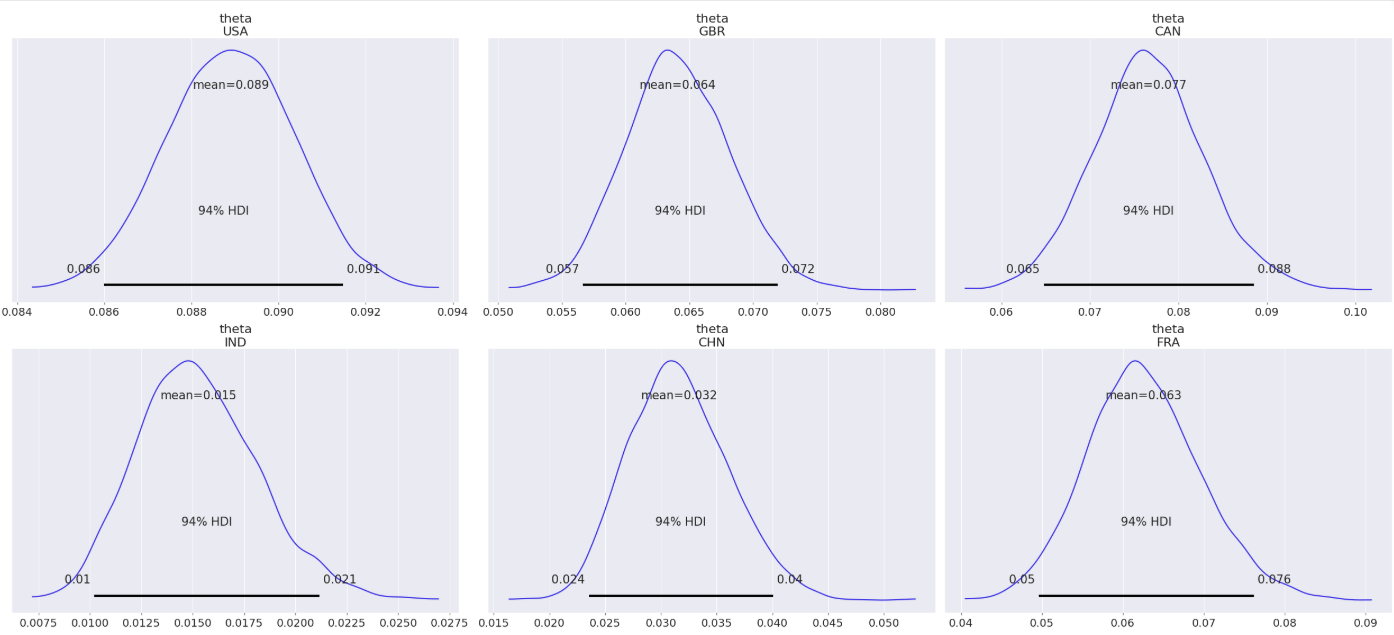 theta
USA
mean=0.089
94% HDI
0.086
0.091
0.084 0.086 0.088 0.090 0.092 0.094
theta
GBR
mean=0.064
94% HDI
0.057
0.072
0.050 0.055 0.060 0.065 0.070 0.075 0.080
theta
CAN
mean=0.077
94% HDI
0.065
0.088
0.06 0.07 0.08 0.09 0.10
theta
IND
mean=0.015
94% HDI
0.01
0.021
0.0075 0.0100 0.0125 0.0150 0.0175 0.0200 0.0225 0.0250 0.0275
theta
CHN
mean=0.032
94% HDI
0.024
0.04
0.015 0.020 0.025 0.030 0.035 0.040 0.045 0.050
theta
FRA
mean=0.063
94% HDI
0.05
0.076
0.04 0.05 0.06 0.07 0.08 0.09